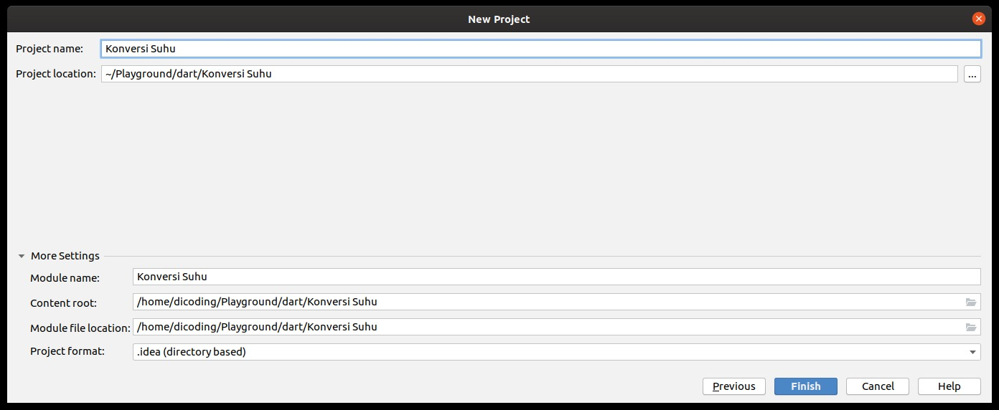 New Project
Project name: Konversi Suhu
Project location: ~/Playground/dart/Konversi Suhu ...
More Settings
Module name: Konversi Suhu
Content root: /home/dicoding/Playground/dart/Konversi Suhu
Module file location: /home/dicoding/Playground/dart/Konversi Suhu
Project format: .idea (directory based)
Previous Finish Cancel Help